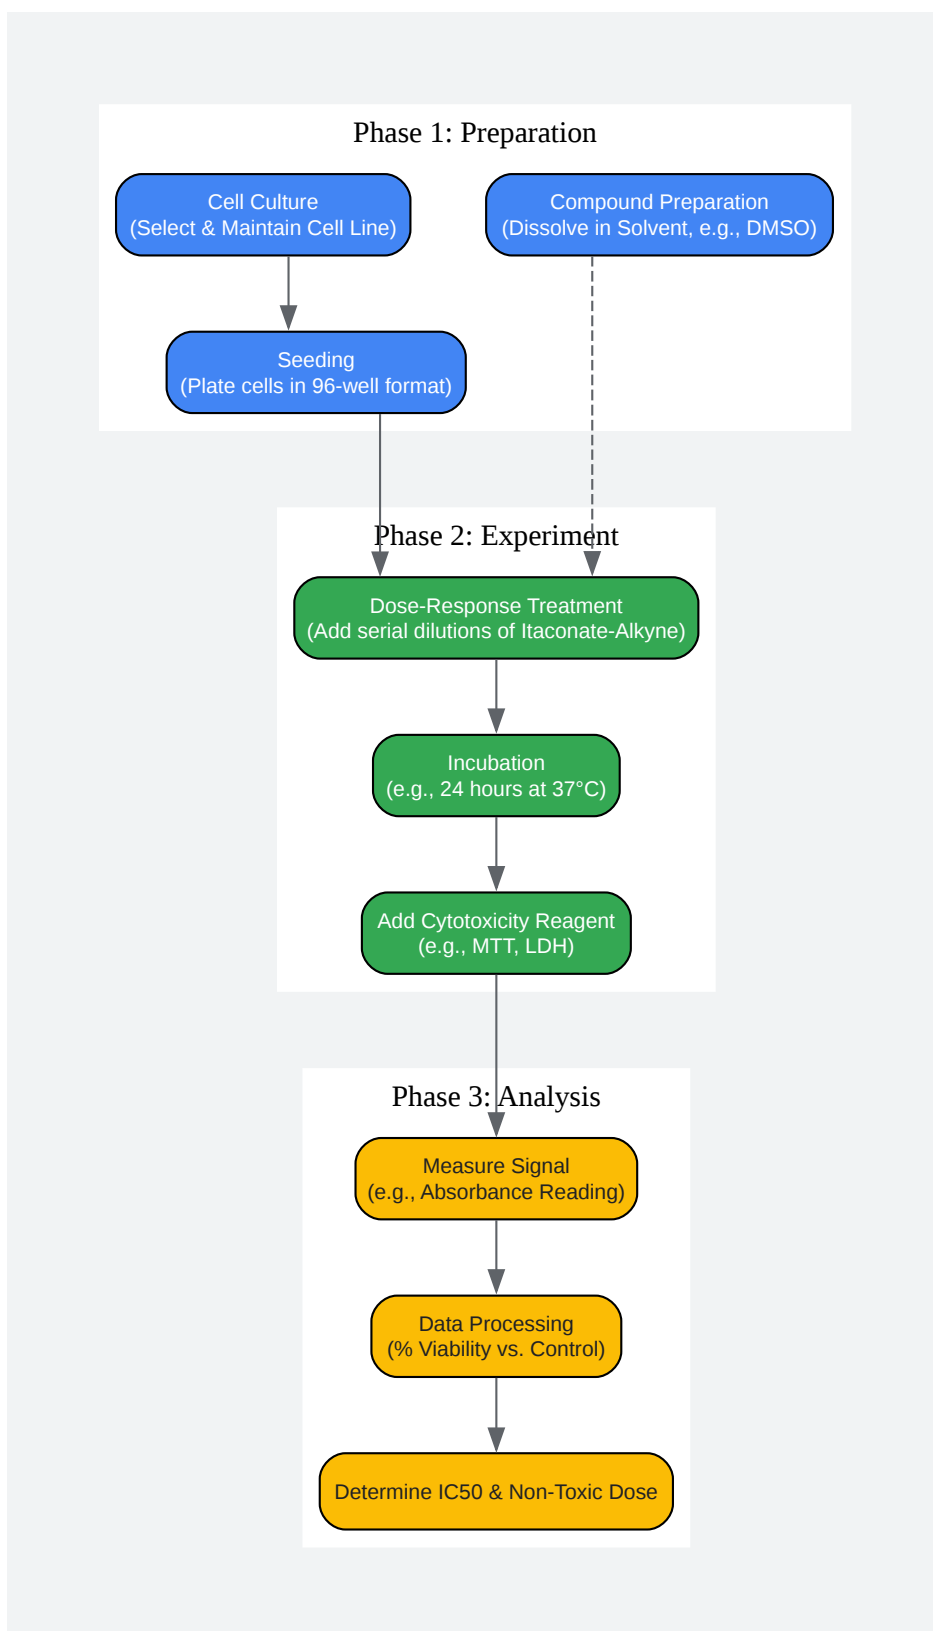 Phase 1: Preparation
Cell Culture
(Select & Maintain Cell Line)
Compound Preparation
(Dissolve in Solvent, e.g., DMSO)
Seeding
(Plate cells in 96-well format)
Phase 2: Experiment
Dose-Response Treatment
(Add serial dilutions of Itaconate-Alkyne)
Incubation
(e.g., 24 hours at 37°C)
Add Cytotoxicity Reagent
(e.g., MTT, LDH)
Phase 3: Analysis
Measure Signal
(e.g., Absorbance Reading)
Data Processing
(% Viability vs. Control)
Determine IC50 & Non-Toxic Dose